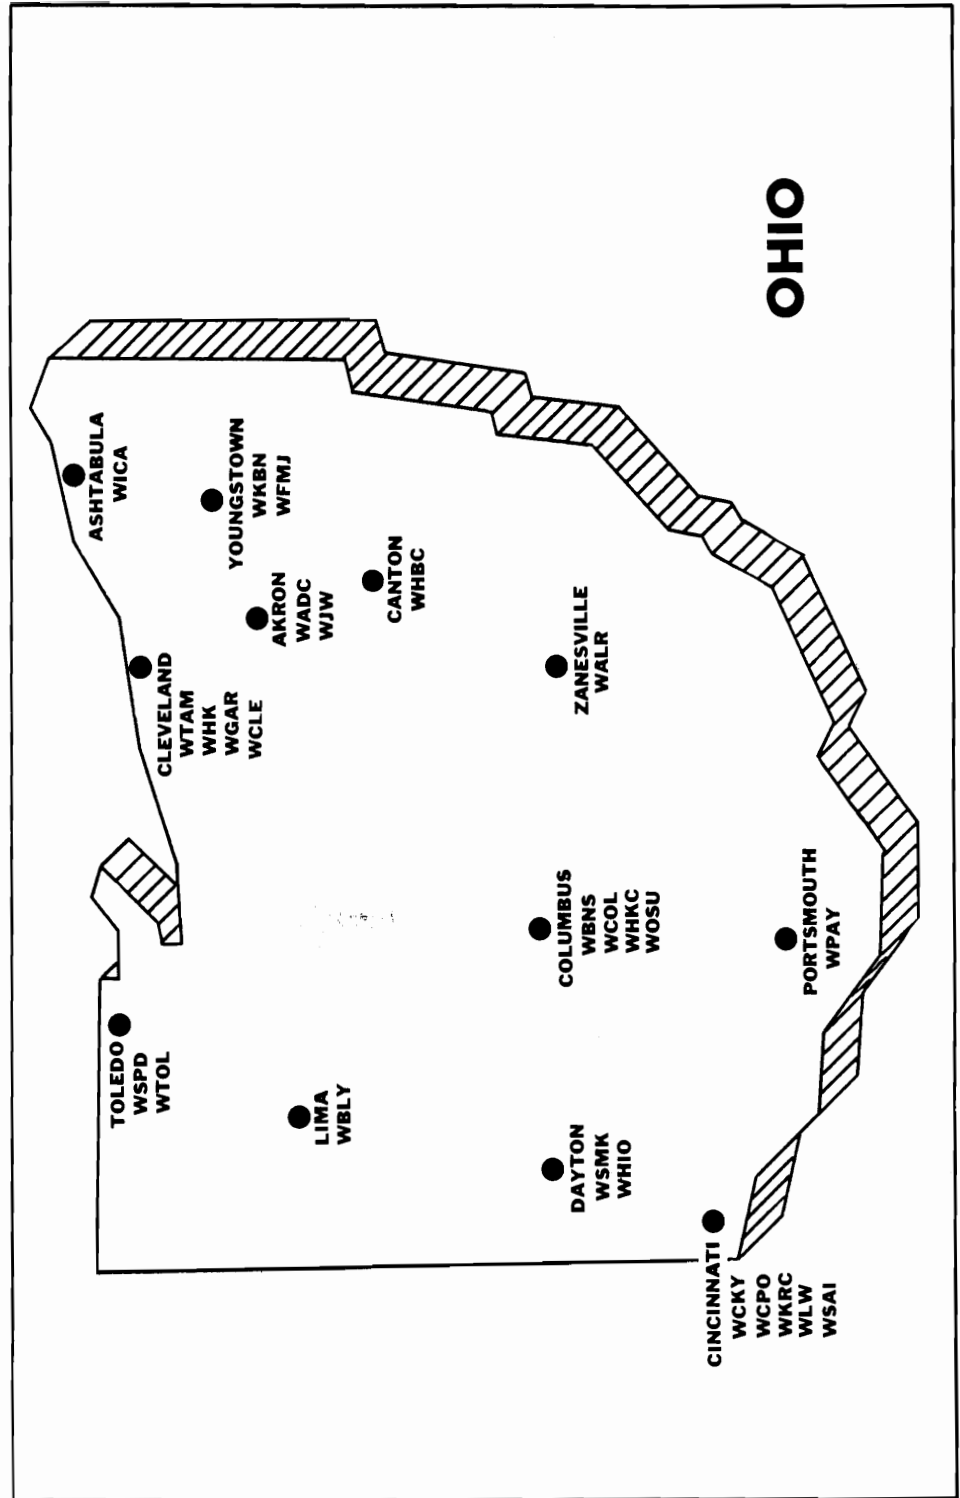 OHIO
ASHTABULA
WICA
YOUNGSTOWN
WKBN
WFMJ
AKRON
WADC
WJW
CANTON
WHBC
CLEVELAND
WTAM
WHK
WGAR
WCLE
ZANESVILLE
WALR
TOLEDO
WSPD
WTOL
LIMA
WBLY
COLUMBUS
WBNS
WCOL
WHKC
WOSU
DAYTON
WSMK
WHIO
PORTSMOUTH
WPAY
CINCINNATI
WCKY
WCPO
WKRC
WLW
WSAI